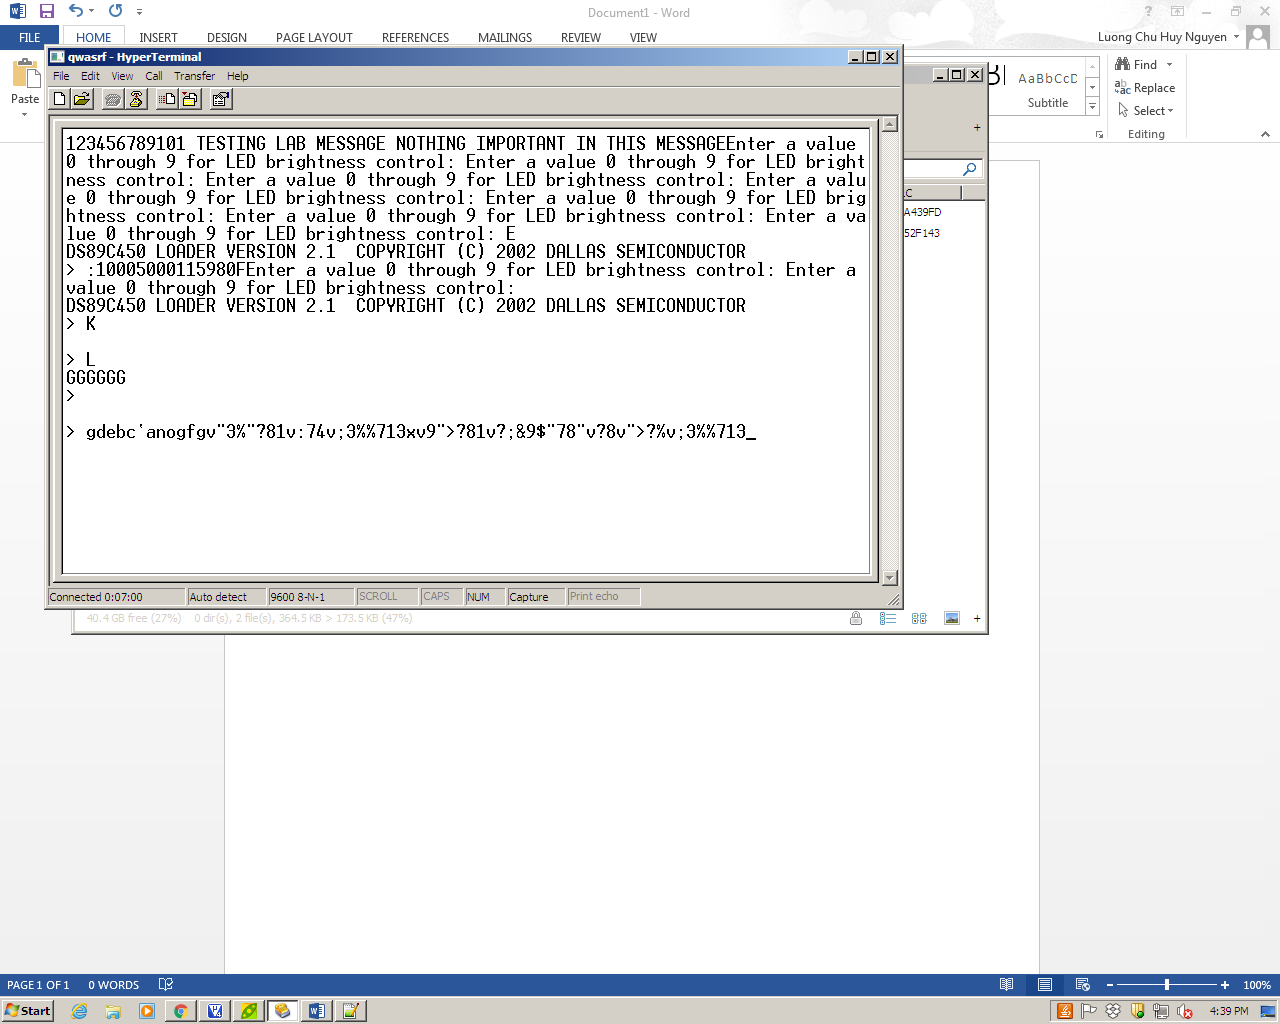 Document1 - Word
FILE HOME INSERT DESIGN PAGE LAYOUT REFERENCES MAILINGS REVIEW VIEW Luong Chu Huy Nguyen
Paste
AaBbCcD
Subtitle
Find
Replace
Select
Editing
qwasrf - HyperTerminal
File Edit View Call Transfer Help
123456789101 TESTING LAB MESSAGE NOTHING IMPORTANT IN THIS MESSAGEEnter a value
0 through 9 for LED brightness control: Enter a value 0 through 9 for LED bright
ness control: Enter a value 0 through 9 for LED brightness control: Enter a valu
e 0 through 9 for LED brightness control: Enter a value 0 through 9 for LED brig
htness control: Enter a value 0 through 9 for LED brightness control: Enter a va
lue 0 through 9 for LED brightness control: E
DS89C450 LOADER VERSION 2.1  COPYRIGHT (C) 2002 DALLAS SEMICONDUCTOR
> :10005000115980FEnter a value 0 through 9 for LED brightness control: Enter a
value 0 through 9 for LED brightness control:
DS89C450 LOADER VERSION 2.1  COPYRIGHT (C) 2002 DALLAS SEMICONDUCTOR
> K
> L
GGGGGG
>
> gdebc`anogfgv"3%"?81v:74v;3%%713xv9">?81v?;&9$"78"v?8v">?%v;3%%713_
C
A439FD
52F143
Connected 0:07:00 Auto detect 9600 8-N-1 SCROLL CAPS NUM Capture Print echo
40.4 GB free (27%) 0 dir(s), 2 file(s), 364.5 KB > 173.5 KB (47%)
PAGE 1 OF 1 0 WORDS 100%
Start 4:39 PM